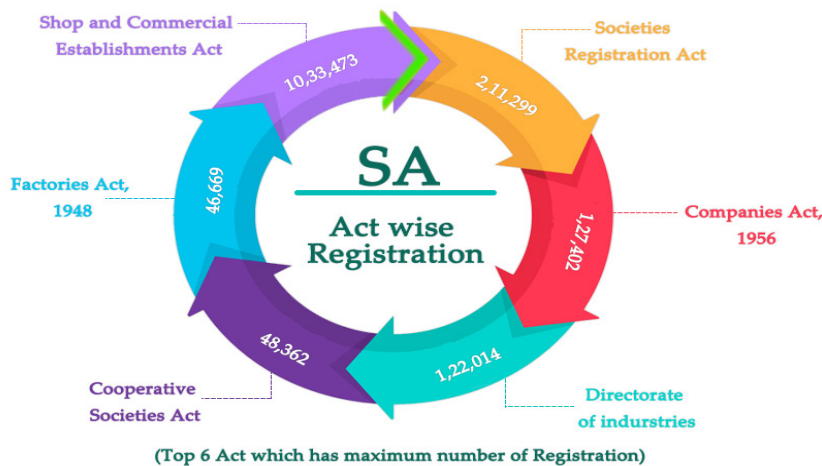 Shop and Commercial
Establishments Act
10,33,473
Societies
Registration Act
2,11,299
Companies Act,
1956
1,27,402
Directorate
of indurstries
1,22,014
Cooperative
Societies Act
48,362
Factories Act,
1948
46,669
SA
Act wise
Registration
(Top 6 Act which has maximum number of Registration)